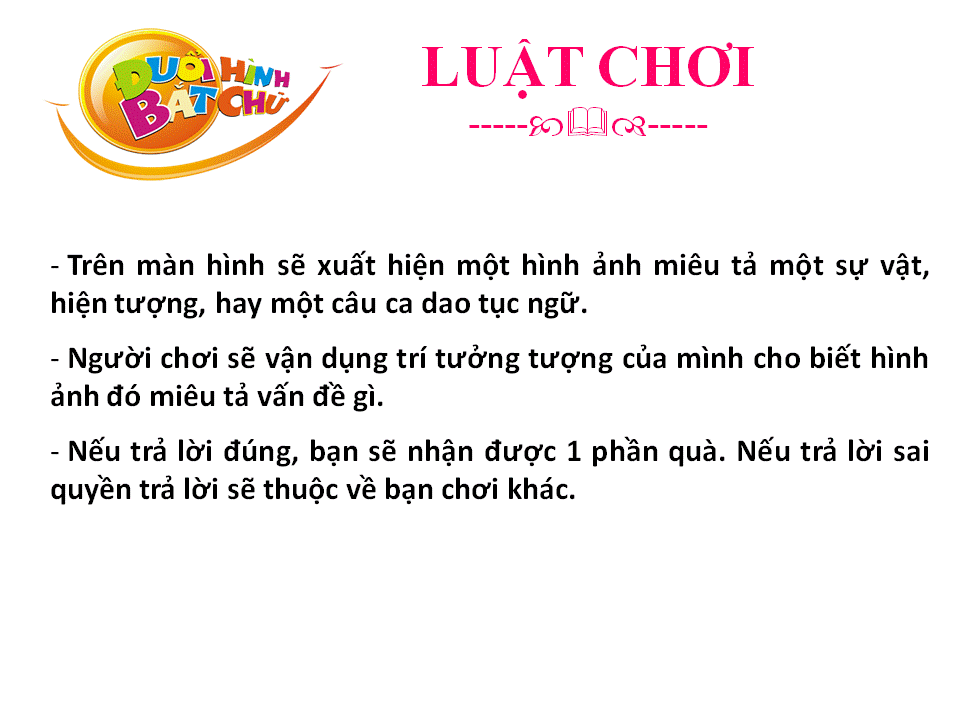 ĐUỔI HÌNH
BẮT CHỮ
LUẬT CHƠI
----------
- Trên màn hình sẽ xuất hiện một hình ảnh miêu tả một sự vật,
hiện tượng, hay một câu ca dao tục ngữ.
- Người chơi sẽ vận dụng trí tưởng tượng của mình cho biết hình
ảnh đó miêu tả vấn đề gì.
- Nếu trả lời đúng, bạn sẽ nhận được 1 phần quà. Nếu trả lời sai
quyền trả lời sẽ thuộc về bạn chơi khác.